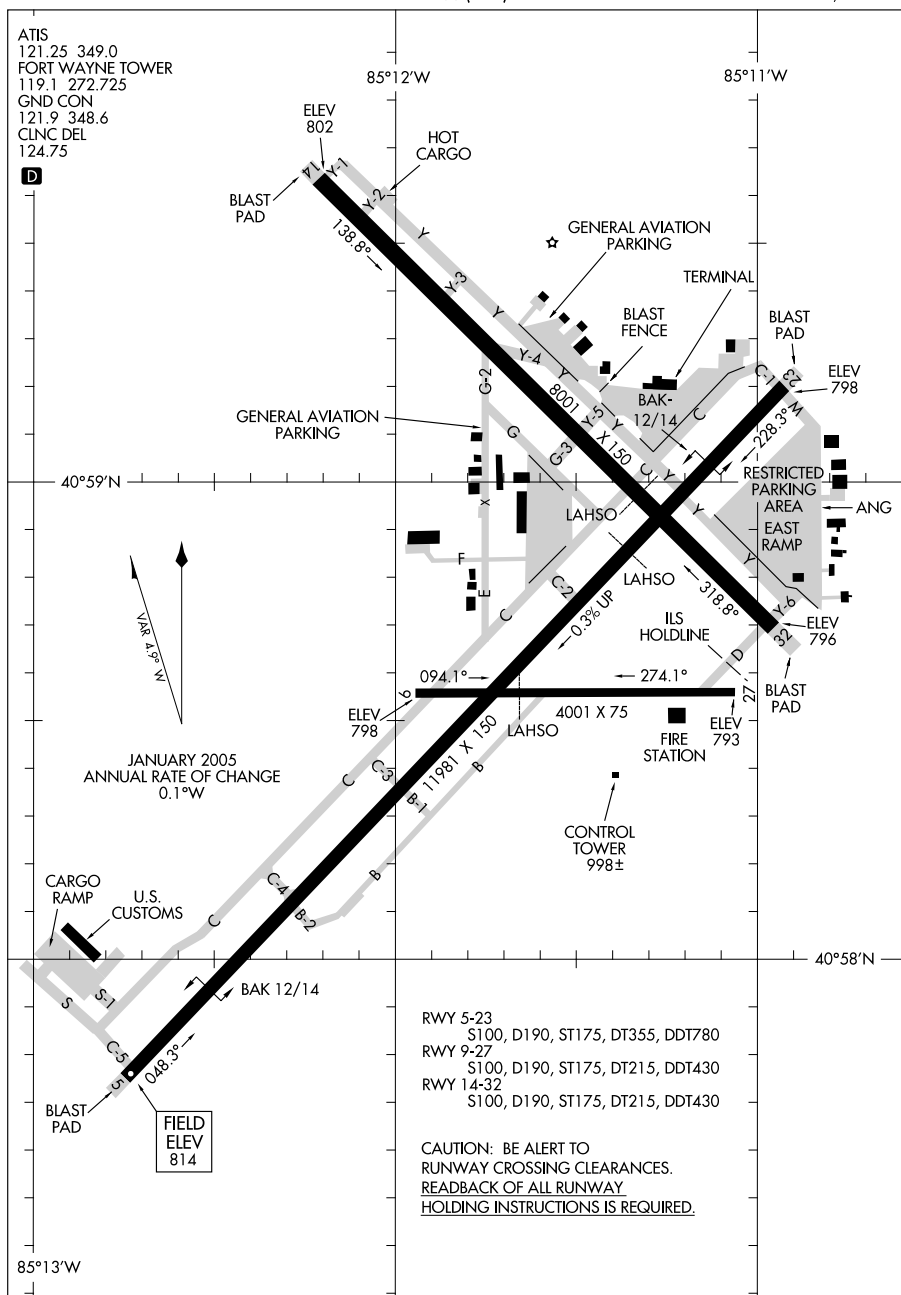 ATIS
121.25 349.0
FORT WAYNE TOWER
119.1 272.725
GND CON
121.9 348.6
CLNC DEL
124.75
D
85°12'W
85°11'W
ELEV
802
HOT
CARGO
14
Y-1
BLAST
PAD
Y-2
138.8°
Y
GENERAL AVIATION
PARKING
TERMINAL
Y-3
Y
BLAST
FENCE
BLAST
PAD
Y-4
Y
C-1
23
ELEV
798
G-2
8001 X 150
Y-5
Y
BAK-
12/14
C
W
GENERAL AVIATION
PARKING
G
G-3
C
Y
228.3°
40°59'N
X
RESTRICTED
PARKING
AREA
ANG
LAHSO
Y
EAST
RAMP
F
LAHSO
Y
C-2
E
318.8°
VAR 4.9° W
C
0.3% UP
ILS
HOLDLINE
Y-6
32
ELEV
796
D
094.1°
274.1°
9
27
BLAST
PAD
ELEV
798
4001 X 75
ELEV
793
LAHSO
FIRE
STATION
JANUARY 2005
ANNUAL RATE OF CHANGE
0.1°W
C
C-3
11981 X 150
B
B-1
CONTROL
TOWER
998±
C-4
B
B-2
CARGO
RAMP
U.S.
CUSTOMS
C
40°58'N
BAK 12/14
S
S-1
C-5
048.3°
5
BLAST
PAD
FIELD
ELEV
814
RWY 5-23
S100, D190, ST175, DT355, DDT780
RWY 9-27
S100, D190, ST175, DT215, DDT430
RWY 14-32
S100, D190, ST175, DT215, DDT430
CAUTION: BE ALERT TO
RUNWAY CROSSING CLEARANCES.
READBACK OF ALL RUNWAY
HOLDING INSTRUCTIONS IS REQUIRED.
85°13'W